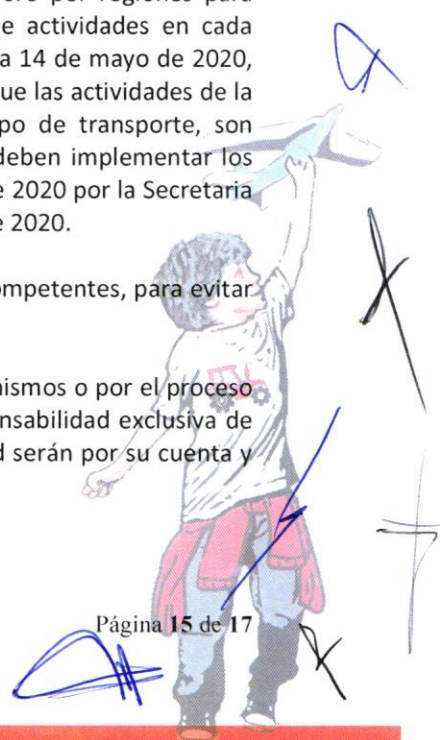 ero por regiones para
e actividades en cada
a 14 de mayo de 2020,
ue las actividades de la
po de transporte, son
deben implementar los
e 2020 por la Secretaria
e 2020.
ompetentes, para evitar
nismos o por el proceso
nsabilidad exclusiva de
d serán por su cuenta y
Página 15 de 17